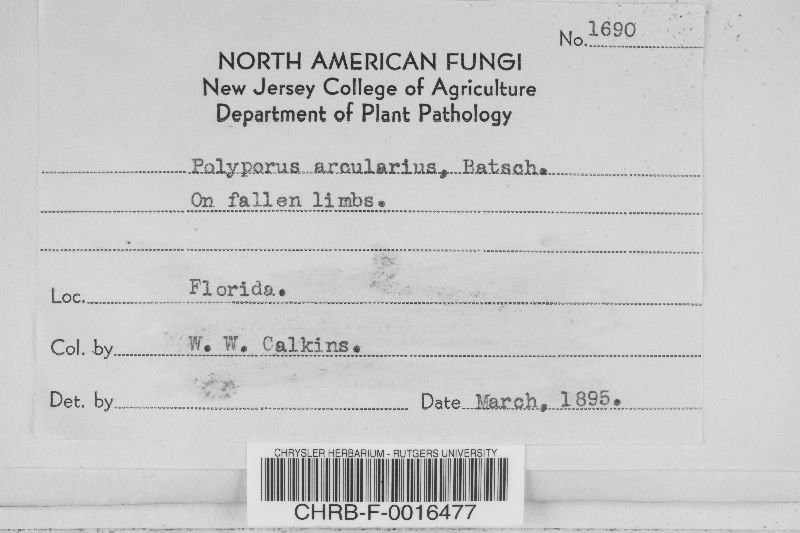 No. 1690
NORTH AMERICAN FUNGI
New Jersey College of Agriculture
Department of Plant Pathology
Polyporus arcularius, Batsch.
On fallen limbs.
Loc. Florida.
Col. by W. W. Calkins.
Det. by Date March, 1895.
CHRYSLER HERBARIUM - RUTGERS UNIVERSITY
CHRB-F-0016477